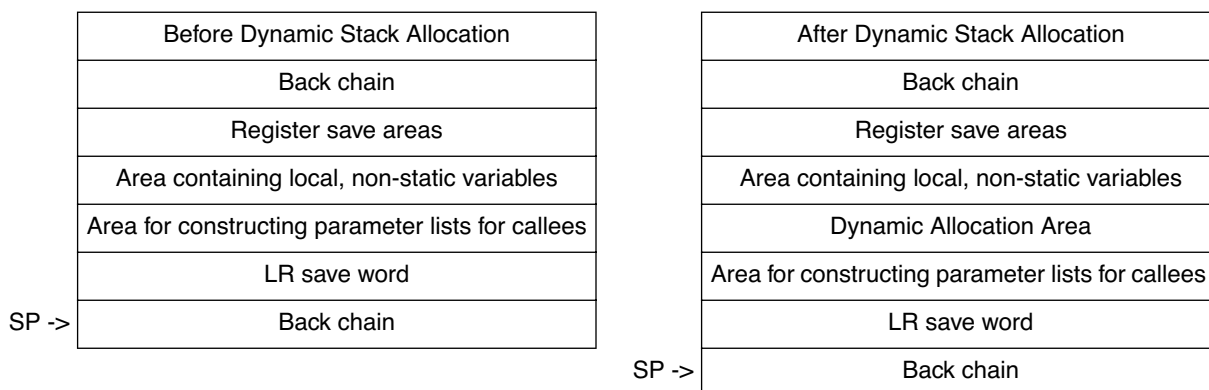 Before Dynamic Stack Allocation
Back chain
Register save areas
Area containing local, non-static variables
Area for constructing parameter lists for callees
LR save word
SP -> Back chain
After Dynamic Stack Allocation
Back chain
Register save areas
Area containing local, non-static variables
Dynamic Allocation Area
Area for constructing parameter lists for callees
LR save word
SP -> Back chain